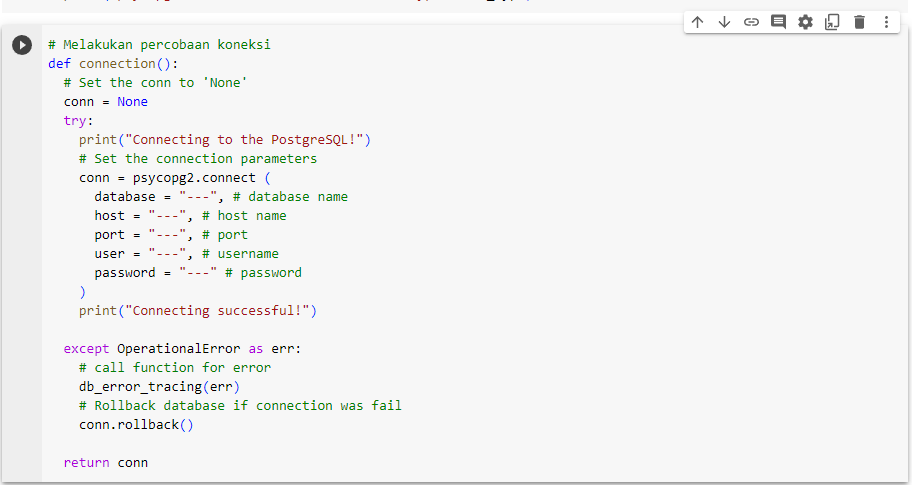 # Melakukan percobaan koneksi
def connection():
  # Set the conn to 'None'
  conn = None
  try:
    print("Connecting to the PostgreSQL!")
    # Set the connection parameters
    conn = psycopg2.connect (
      database = "---", # database name
      host = "---", # host name
      port = "---", # port
      user = "---", # username
      password = "---" # password
    )
    print("Connecting successful!")

  except OperationalError as err:
    # call function for error
    db_error_tracing(err)
    # Rollback database if connection was fail
    conn.rollback()

  return conn